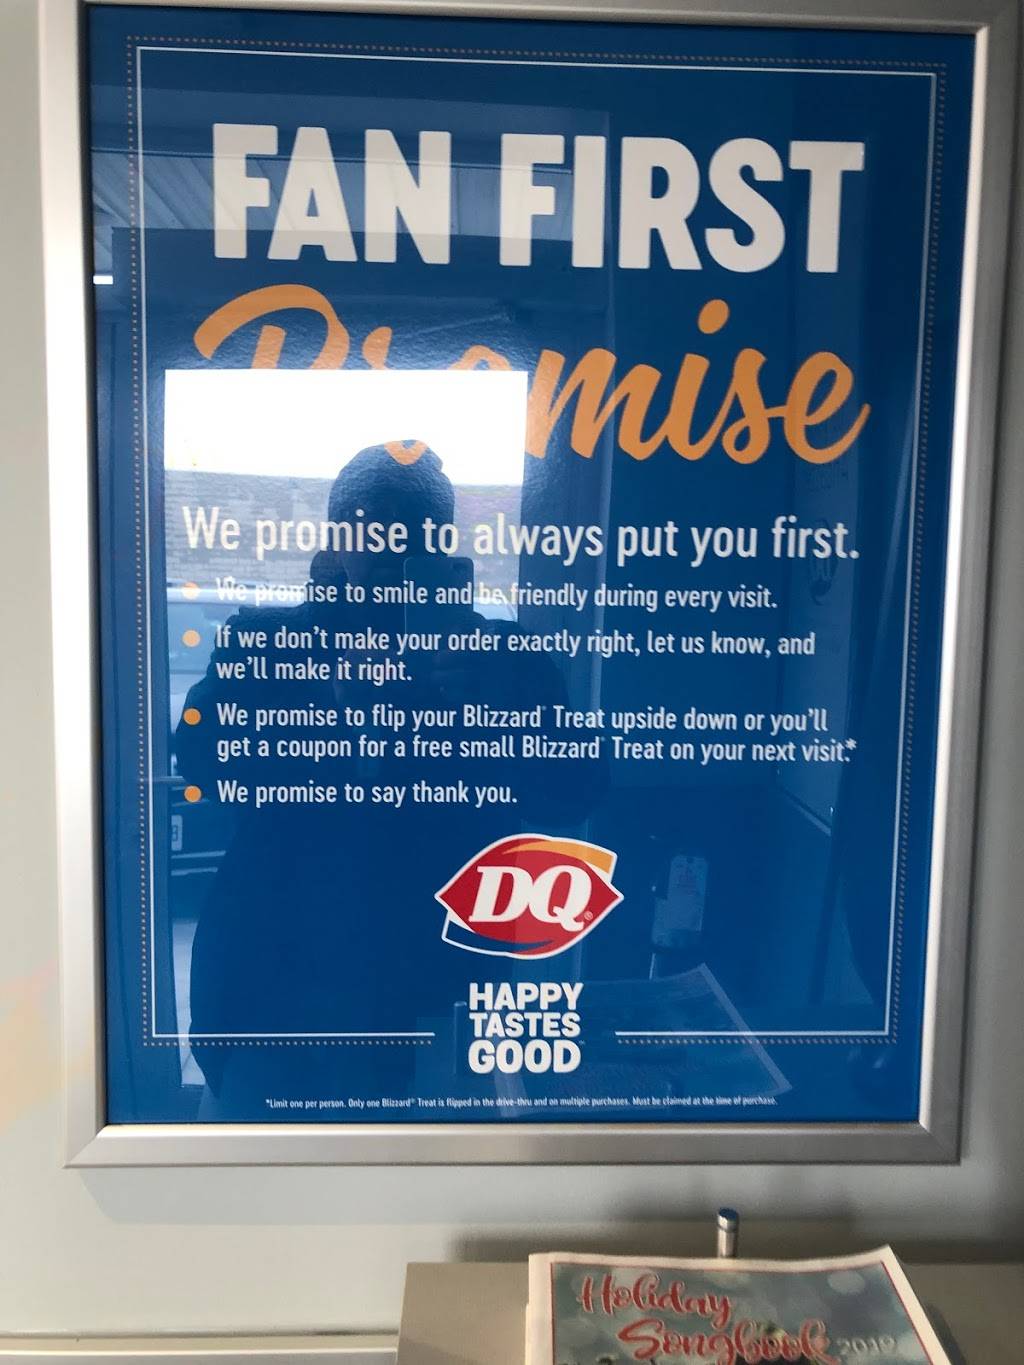 FAN FIRST
Promise
We promise to always put you first.
We promise to smile and be friendly during every visit.
If we don't make your order exactly right, let us know, and
we'll make it right.
We promise to flip your Blizzard® Treat upside down or you'll
get a coupon for a free small Blizzard® Treat on your next visit.*
We promise to say thank you.
DQ®
HAPPY
TASTES
GOOD™
*Limit one per person. Only one Blizzard® Treat is flipped in the drive-thru and on multiple purchases. Must be claimed at the time of purchase.
Holiday
Songbook 2019